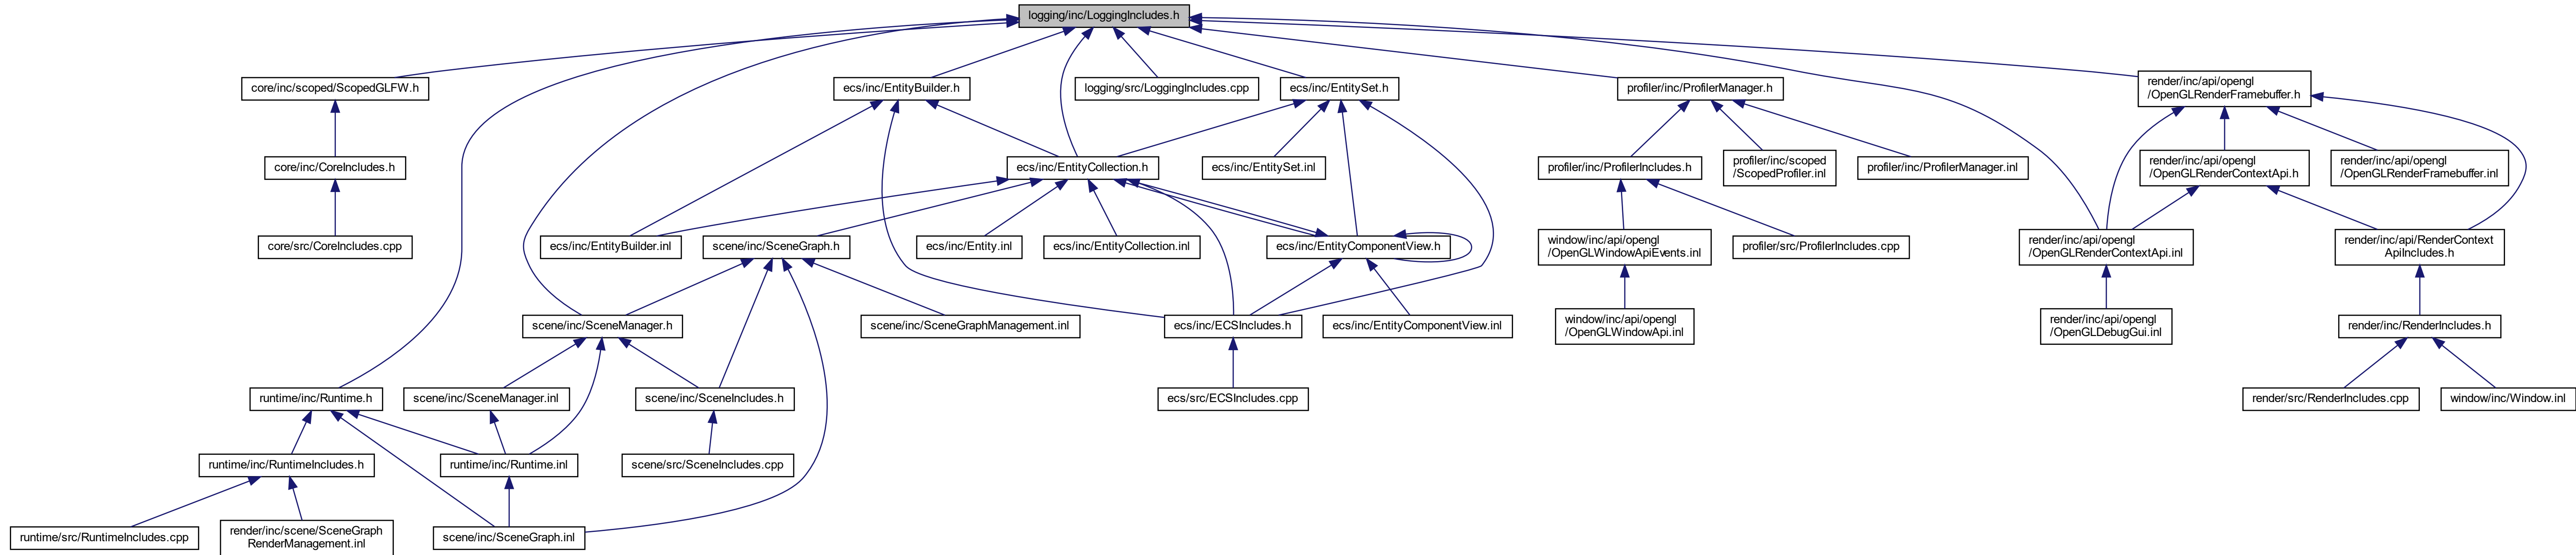 logging/inc/LoggingIncludes.h
core/inc/scoped/ScopedGLFW.h
ecs/inc/EntityBuilder.h
logging/src/LoggingIncludes.cpp
ecs/inc/EntitySet.h
profiler/inc/ProfilerManager.h
render/inc/api/opengl
/OpenGLRenderFramebuffer.h
core/inc/CoreIncludes.h
ecs/inc/EntityCollection.h
ecs/inc/EntitySet.inl
profiler/inc/ProfilerIncludes.h
profiler/inc/scoped
/ScopedProfiler.inl
profiler/inc/ProfilerManager.inl
render/inc/api/opengl
/OpenGLRenderContextApi.h
render/inc/api/opengl
/OpenGLRenderFramebuffer.inl
core/src/CoreIncludes.cpp
ecs/inc/EntityBuilder.inl
scene/inc/SceneGraph.h
ecs/inc/Entity.inl
ecs/inc/EntityCollection.inl
ecs/inc/EntityComponentView.h
window/inc/api/opengl
/OpenGLWindowApiEvents.inl
profiler/src/ProfilerIncludes.cpp
render/inc/api/opengl
/OpenGLRenderContextApi.inl
render/inc/api/RenderContext
ApiIncludes.h
scene/inc/SceneManager.h
scene/inc/SceneGraphManagement.inl
ecs/inc/ECSIncludes.h
ecs/inc/EntityComponentView.inl
window/inc/api/opengl
/OpenGLWindowApi.inl
render/inc/api/opengl
/OpenGLDebugGui.inl
render/inc/RenderIncludes.h
runtime/inc/Runtime.h
scene/inc/SceneManager.inl
scene/inc/SceneIncludes.h
ecs/src/ECSIncludes.cpp
render/src/RenderIncludes.cpp
window/inc/Window.inl
runtime/inc/RuntimeIncludes.h
runtime/inc/Runtime.inl
scene/src/SceneIncludes.cpp
runtime/src/RuntimeIncludes.cpp
render/inc/scene/SceneGraph
RenderManagement.inl
scene/inc/SceneGraph.inl